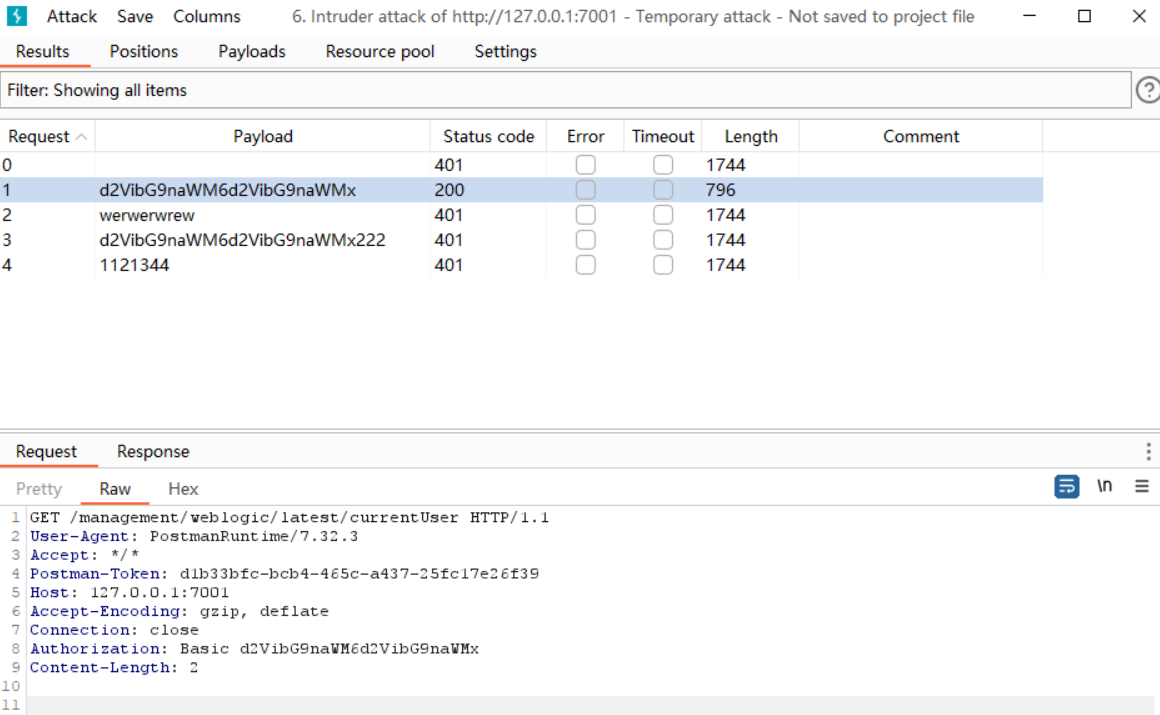 Attack Save Columns 6. Intruder attack of http://127.0.0.1:7001 - Temporary attack - Not saved to project file
Results Positions Payloads Resource pool Settings
Filter: Showing all items ?
Request Payload Status code Error Timeout Length Comment
0 401 1744
1 d2VibG9naWM6d2VibG9naWMx 200 796
2 werwerwrew 401 1744
3 d2VibG9naWM6d2VibG9naWMx222 401 1744
4 1121344 401 1744
Request Response
Pretty Raw Hex \n
1 GET /management/weblogic/latest/currentUser HTTP/1.1
2 User-Agent: PostmanRuntime/7.32.3
3 Accept: */*
4 Postman-Token: d1b33bfc-bcb4-465c-a437-25fc17e26f39
5 Host: 127.0.0.1:7001
6 Accept-Encoding: gzip, deflate
7 Connection: close
8 Authorization: Basic d2VibG9naWM6d2VibG9naWMx
9 Content-Length: 2
10
11